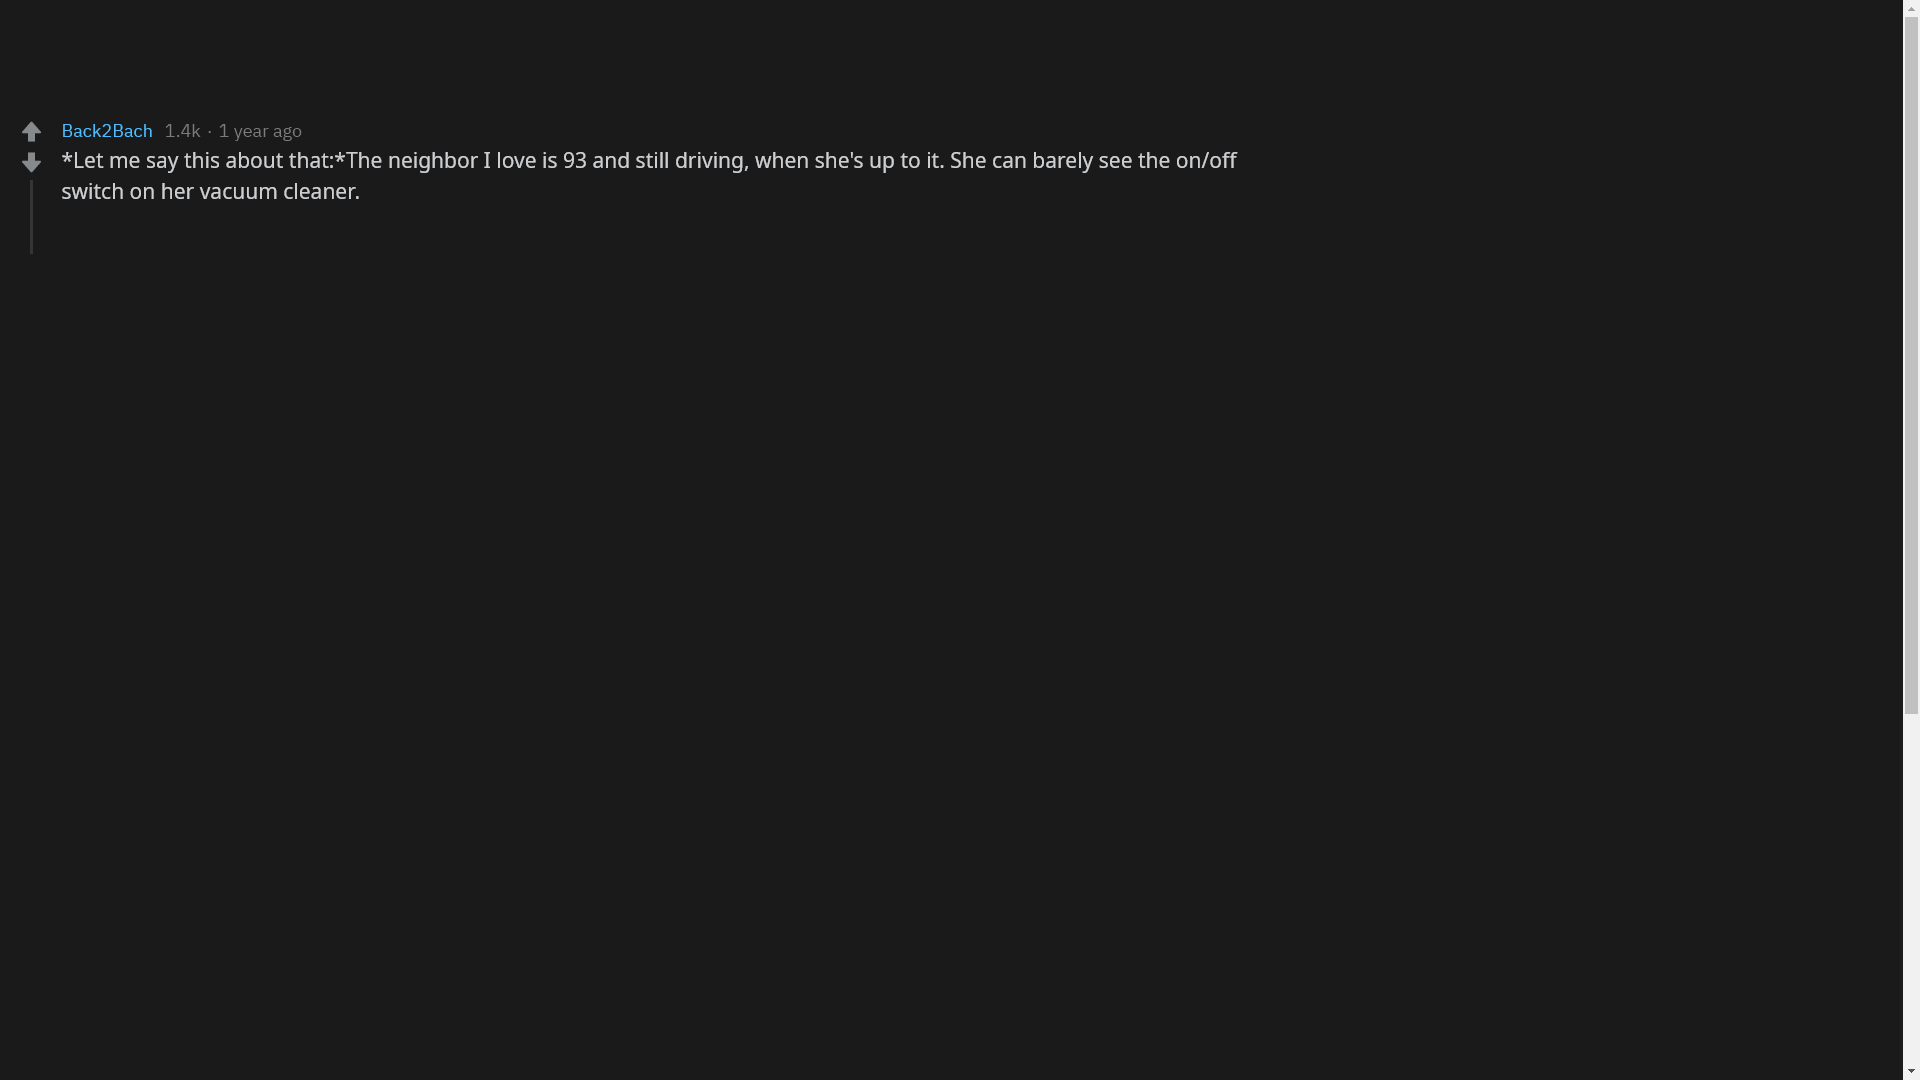 Back2Bach 1.4k · 1 year ago
*Let me say this about that:*The neighbor I love is 93 and still driving, when she's up to it. She can barely see the on/off
switch on her vacuum cleaner.